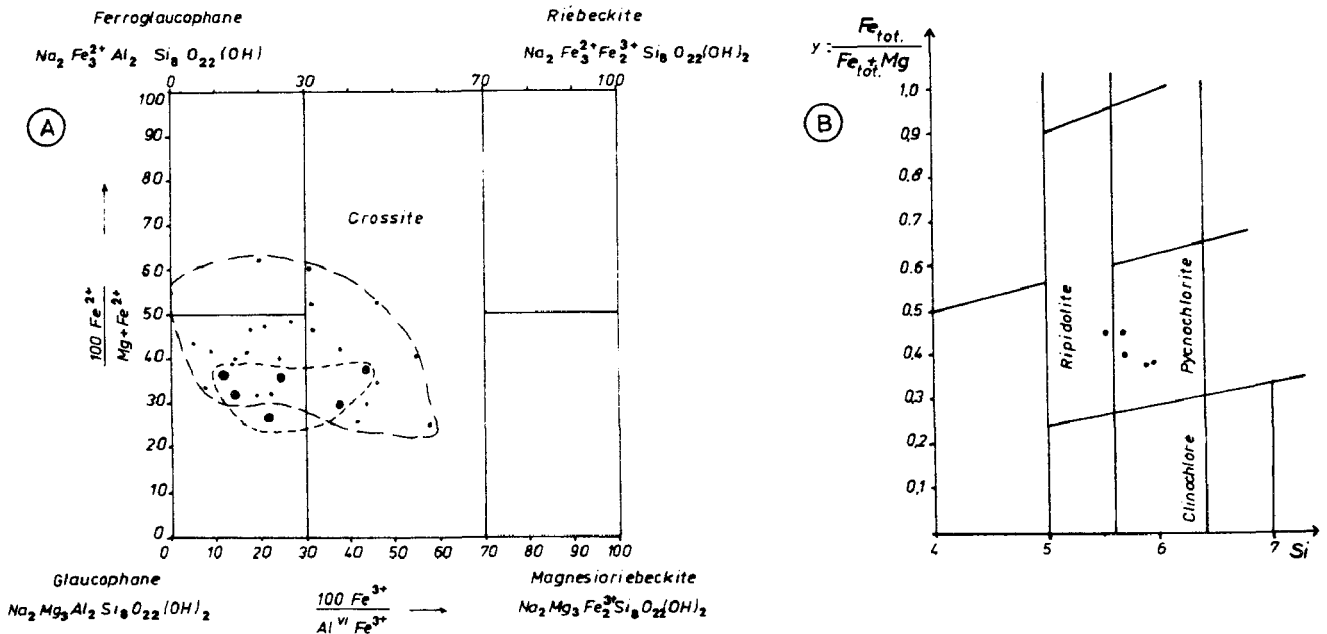 Ferroglaucophane
Na2 Fe3^2+ Al2 Si8 O22 (OH)
Riebeckite
Na2 Fe3^2+ Fe2^3+ Si8 O22(OH)2
0 30 70 100
A
100
90
80
70
60
50
40
30
20
10
0
100 Fe^2+
Mg+Fe^2+
Crossite
0 10 20 30 40 50 60 70 80 90 100
Glaucophane
Na2 Mg3 Al2 Si8 O22 (OH)2
100 Fe^3+
Al^VI Fe^3+
Magnesioriebeckite
Na2 Mg3 Fe2^3+ Si8 O22(OH)2
B
y: Fe tot.
Fe tot. + Mg
1,0
0,9
0,8
0.7
0.6
0.5
0,4
0.3
0,2
0,1
Ripidolite
Pycnochlorite
Clinochlore
4 5 6 7 Si